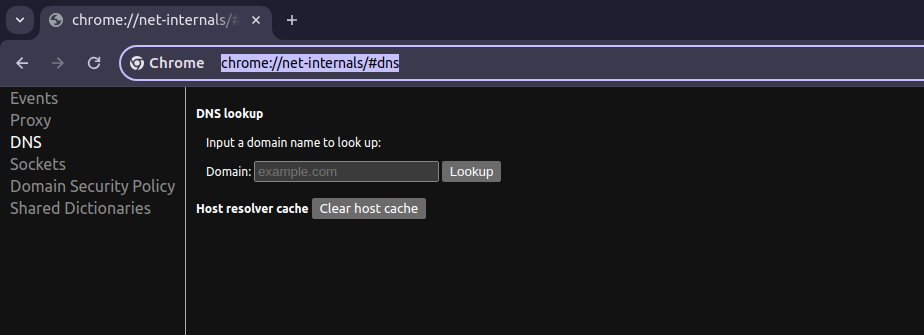 chrome://net-internals/#
Chrome chrome://net-internals/#dns
Events
Proxy
DNS
Sockets
Domain Security Policy
Shared Dictionaries
DNS lookup
Input a domain name to look up:
Domain: example.com Lookup
Host resolver cache Clear host cache